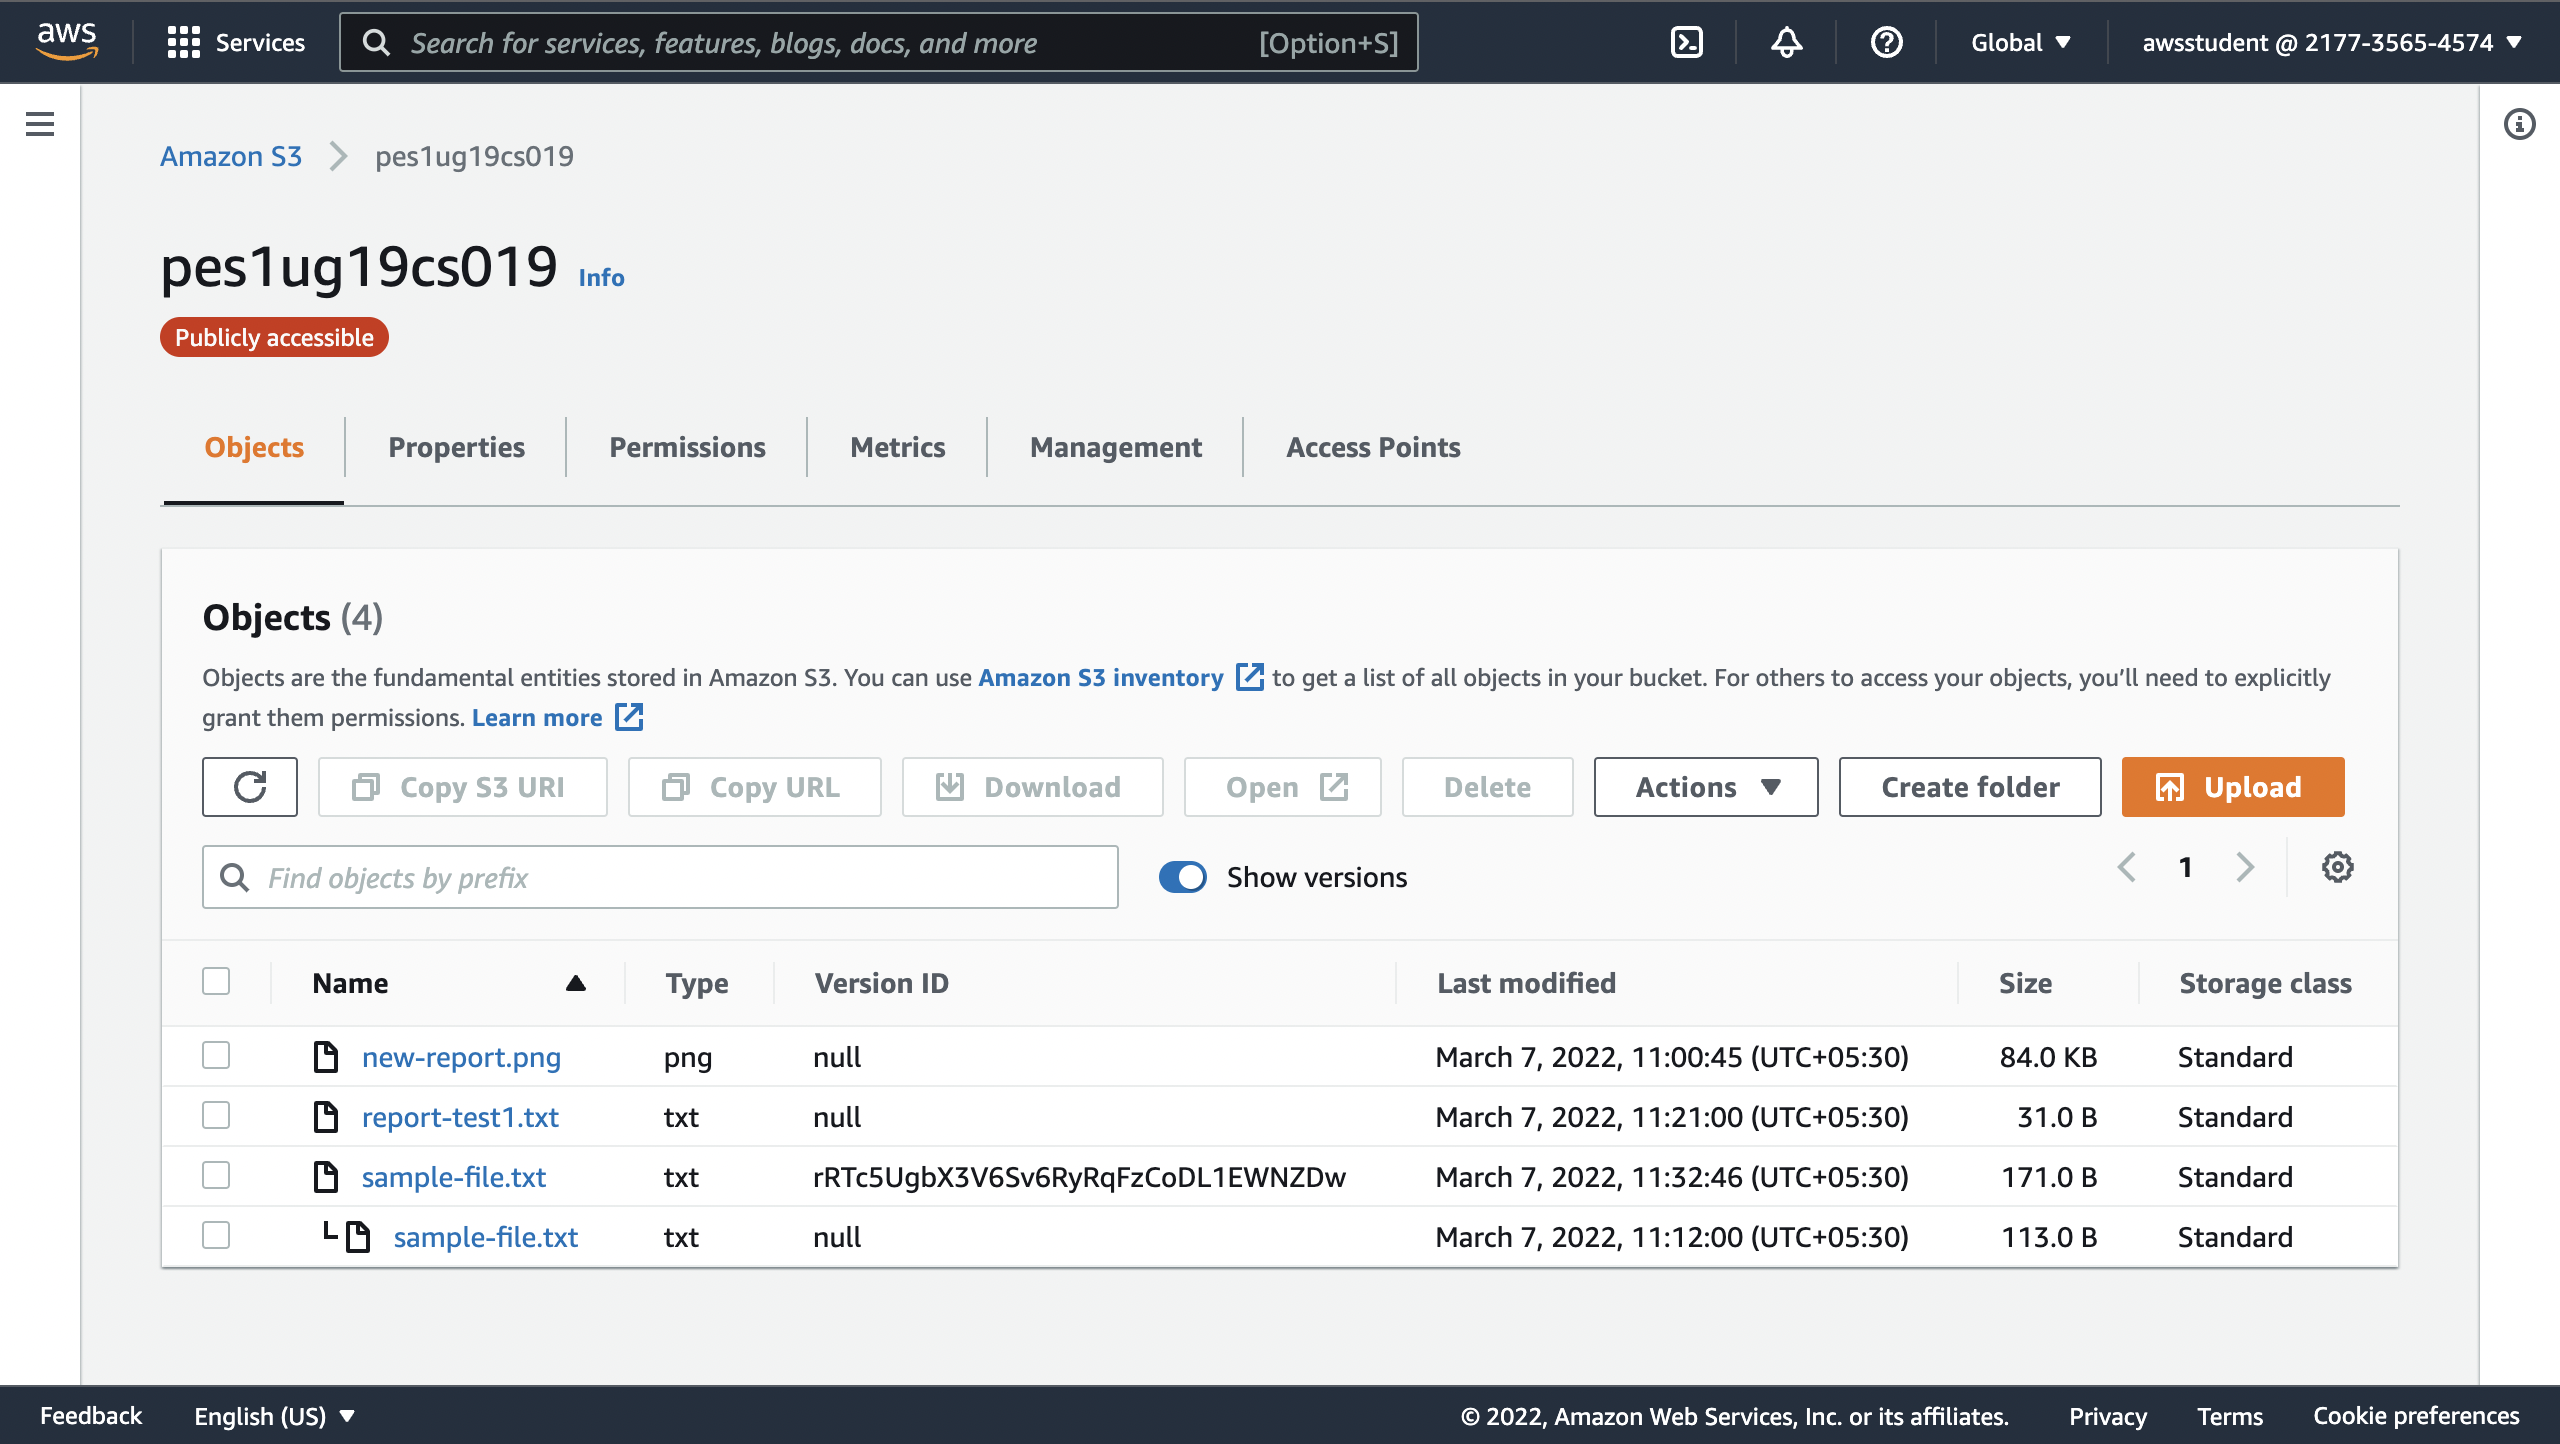 aws Services Search for services, features, blogs, docs, and more [Option+S] Global awsstudent @ 2177-3565-4574
Amazon S3 pes1ug19cs019
pes1ug19cs019 Info
Publicly accessible
Objects Properties Permissions Metrics Management Access Points
Objects (4)
Objects are the fundamental entities stored in Amazon S3. You can use Amazon S3 inventory to get a list of all objects in your bucket. For others to access your objects, you’ll need to explicitly
grant them permissions. Learn more
Copy S3 URI Copy URL Download Open Delete Actions Create folder Upload
Find objects by prefix Show versions 1
Name Type Version ID Last modified Size Storage class
new-report.png png null March 7, 2022, 11:00:45 (UTC+05:30) 84.0 KB Standard
report-test1.txt txt null March 7, 2022, 11:21:00 (UTC+05:30) 31.0 B Standard
sample-file.txt txt rRTc5UgbX3V6Sv6RyRqFzCoDL1EWNZDw March 7, 2022, 11:32:46 (UTC+05:30) 171.0 B Standard
sample-file.txt txt null March 7, 2022, 11:12:00 (UTC+05:30) 113.0 B Standard
Feedback English (US) © 2022, Amazon Web Services, Inc. or its affiliates. Privacy Terms Cookie preferences